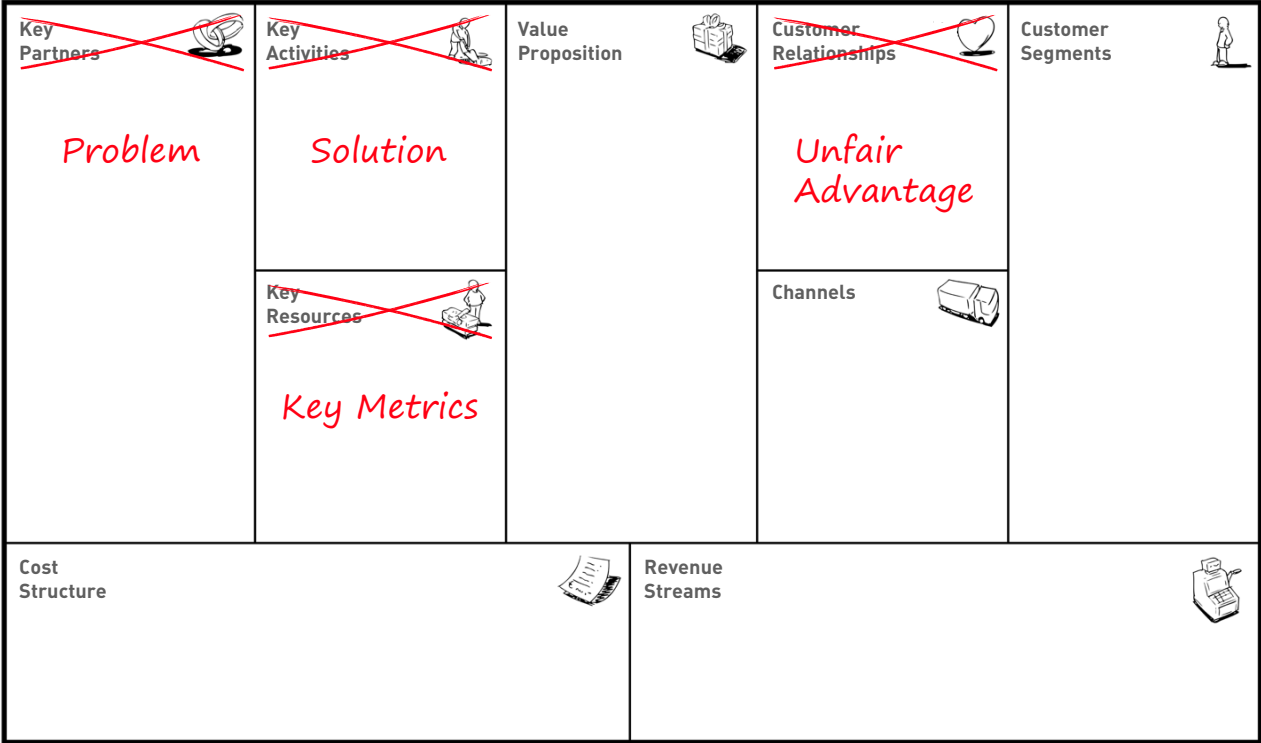 Key
Partners
Problem
Key
Activities
Solution
Key
Resources
Key Metrics
Value
Proposition
Customer
Relationships
Unfair
Advantage
Channels
Customer
Segments
Cost
Structure
Revenue
Streams